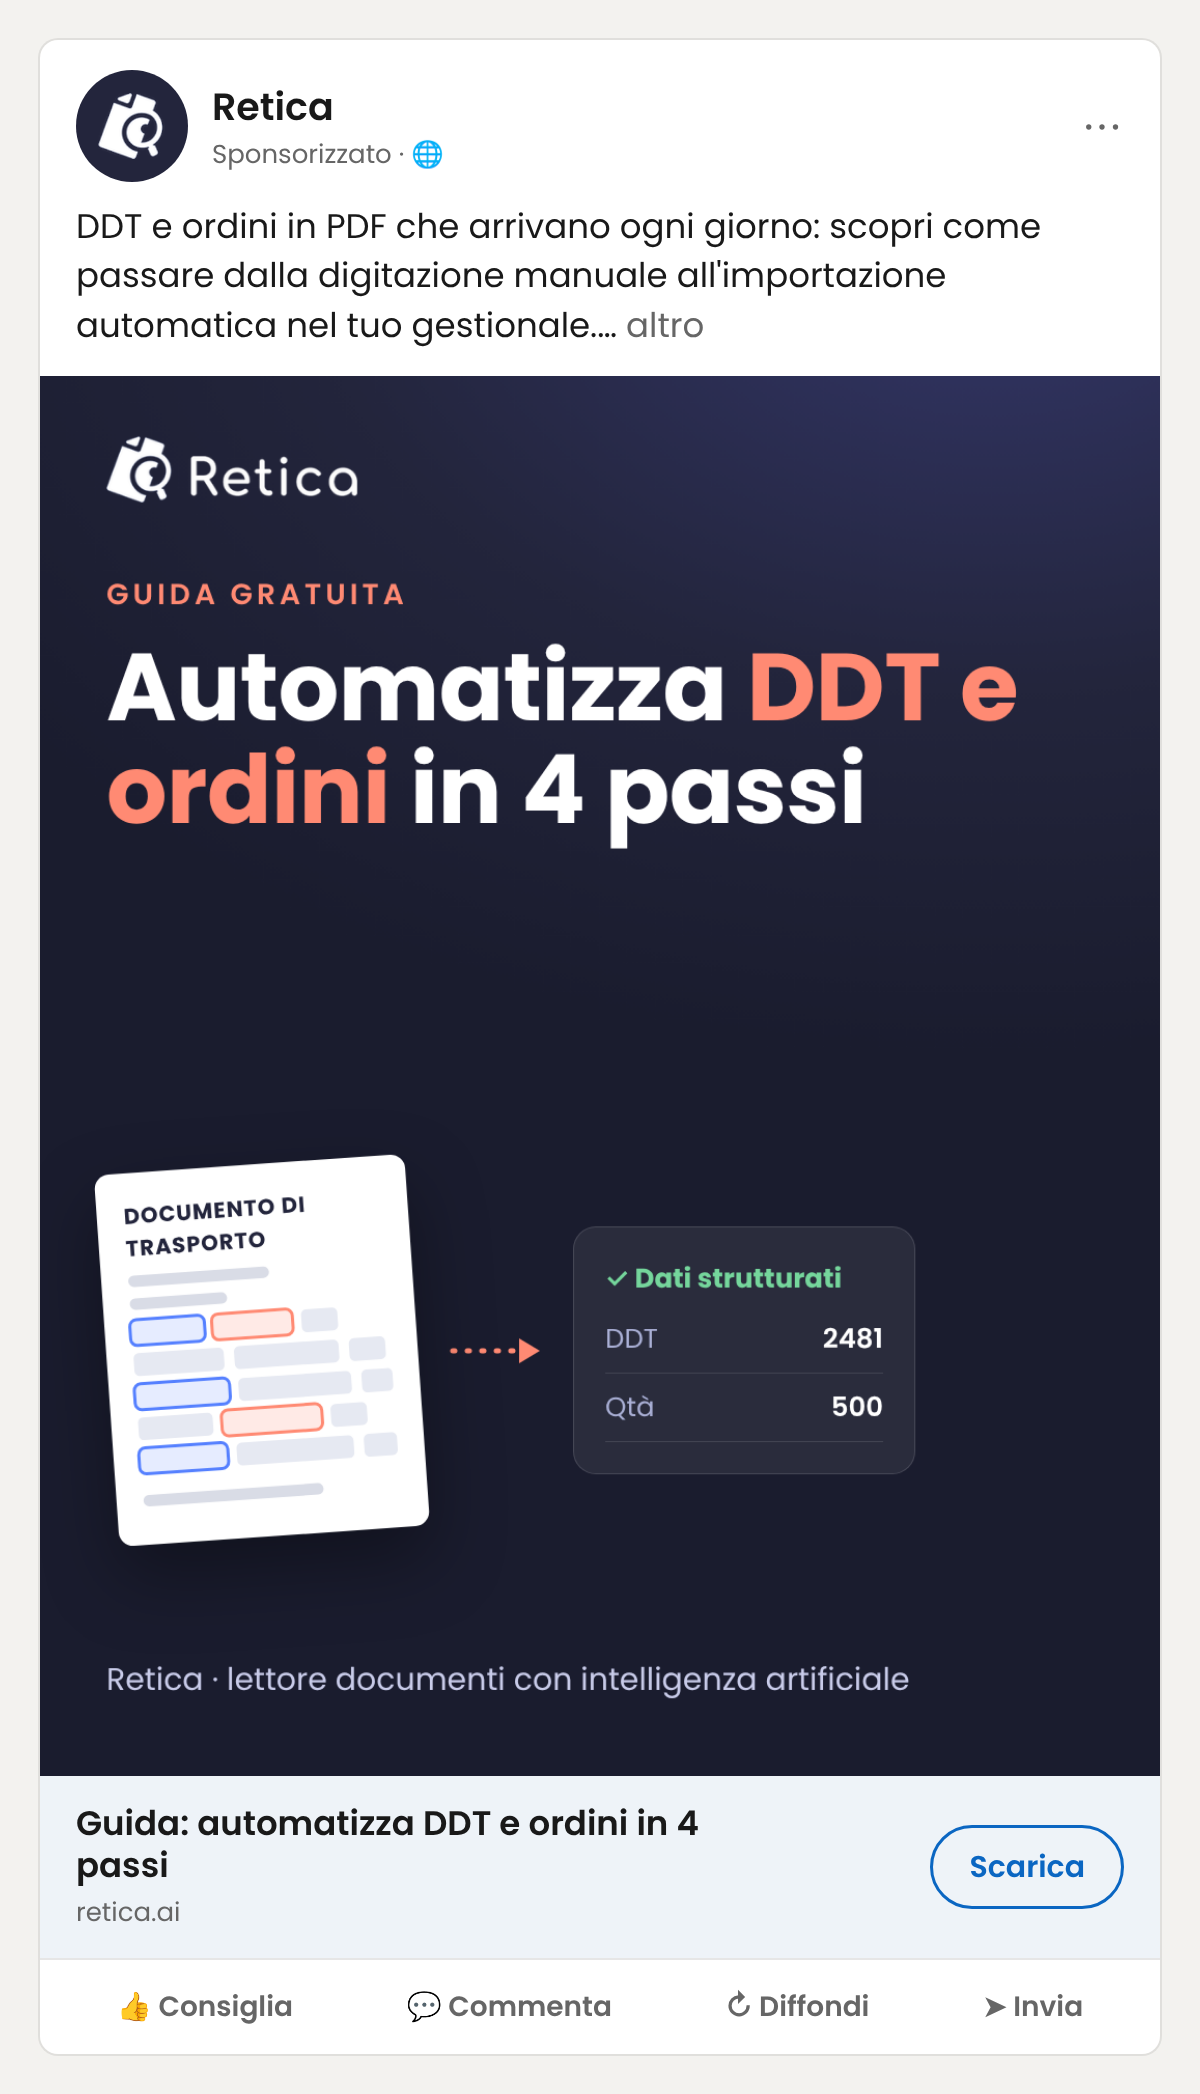 Retica
Sponsorizzato · 🌐
...
DDT e ordini in PDF che arrivano ogni giorno: scopri come
passare dalla digitazione manuale all'importazione
automatica nel tuo gestionale.... altro
Retica
GUIDA GRATUITA
Automatizza DDT e
ordini in 4 passi
DOCUMENTO DI
TRASPORTO
✓ Dati strutturati
DDT 2481
Qtà 500
Retica · lettore documenti con intelligenza artificiale
Guida: automatizza DDT e ordini in 4
passi
retica.ai
Scarica
👍 Consiglia 💬 Commenta ↻ Diffondi ➤ Invia